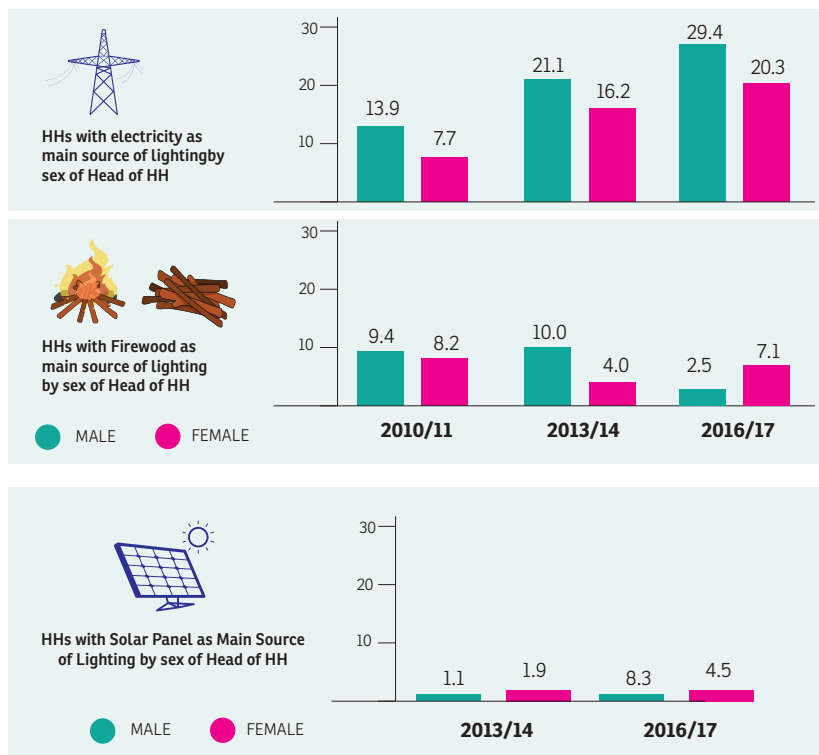 HHs with electricity as
main source of lightingby
sex of Head of HH
30
20
10
13.9
7.7
21.1
16.2
29.4
20.3
HHs with Firewood as
main source of lighting
by sex of Head of HH
MALE
FEMALE
30
20
10
9.4
8.2
10.0
4.0
2.5
7.1
2010/11
2013/14
2016/17
HHs with Solar Panel as Main Source
of Lighting by sex of Head of HH
MALE
FEMALE
30
20
10
1.1
1.9
8.3
4.5
2013/14
2016/17